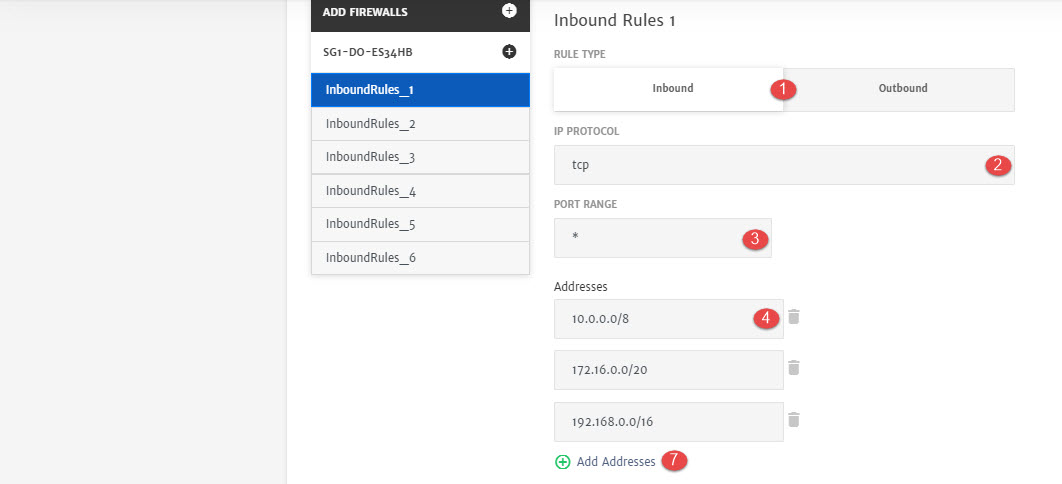 ADD FIREWALLS
SG1-DO-ES34HB
InboundRules_1
InboundRules_2
InboundRules_3
InboundRules_4
InboundRules_5
InboundRules_6
Inbound Rules 1
RULE TYPE
Inbound 1 Outbound
IP PROTOCOL
tcp 2
PORT RANGE
* 3
Addresses
10.0.0.0/8 4
172.16.0.0/20
192.168.0.0/16
Add Addresses 7